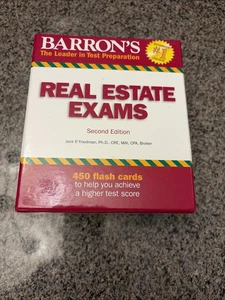 BARRON'S
The Leader in Test Preparation
#1
REAL ESTATE
EXAMS
Second Edition
Jack P. Friedman, Ph.D., CRE, MAI, CPA, Broker
450 flash cards
to help you achieve
a higher test score